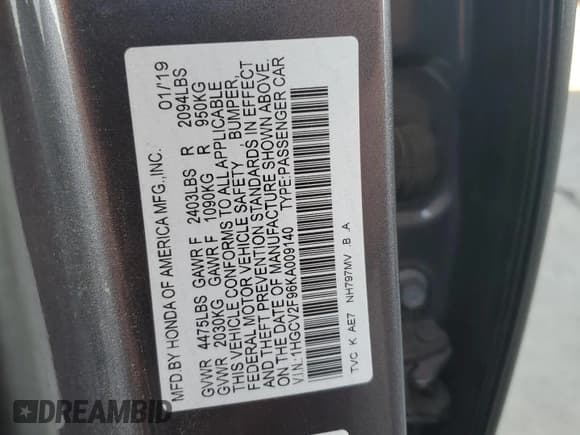 MFD.BY HONDA OF AMERICA MFG.,INC. 01/19
GVWR 4475LBS GAWR F 2403LBS R 2094LBS
GVWR 2030KG GAWR F 1090KG R 950KG
THIS VEHICLE CONFORMS TO ALL APPLICABLE
FEDERAL MOTOR VEHICLE SAFETY , BUMPER,
AND THEFT PREVENTION STANDARDS IN EFFECT
ON THE DATE OF MANUFACTURE SHOWN ABOVE.
V.I.N.:1HGCV2F96KA009140 TYPE:PASSENGER CAR
TVC K AE7 NH797MV B A
DREAMBID